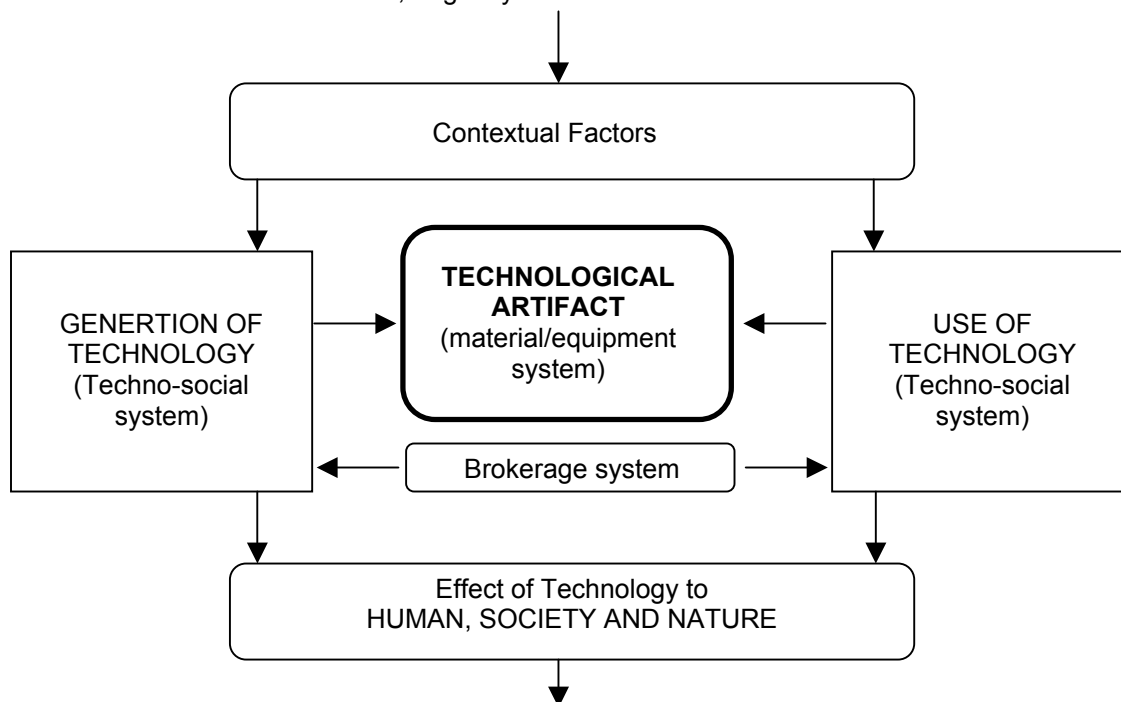 Contextual Factors
TECHNOLOGICAL
ARTIFACT
(material/equipment
system)
GENERTION OF
TECHNOLOGY
(Techno-social
system)
USE OF
TECHNOLOGY
(Techno-social
system)
Brokerage system
Effect of Technology to
HUMAN, SOCIETY AND NATURE